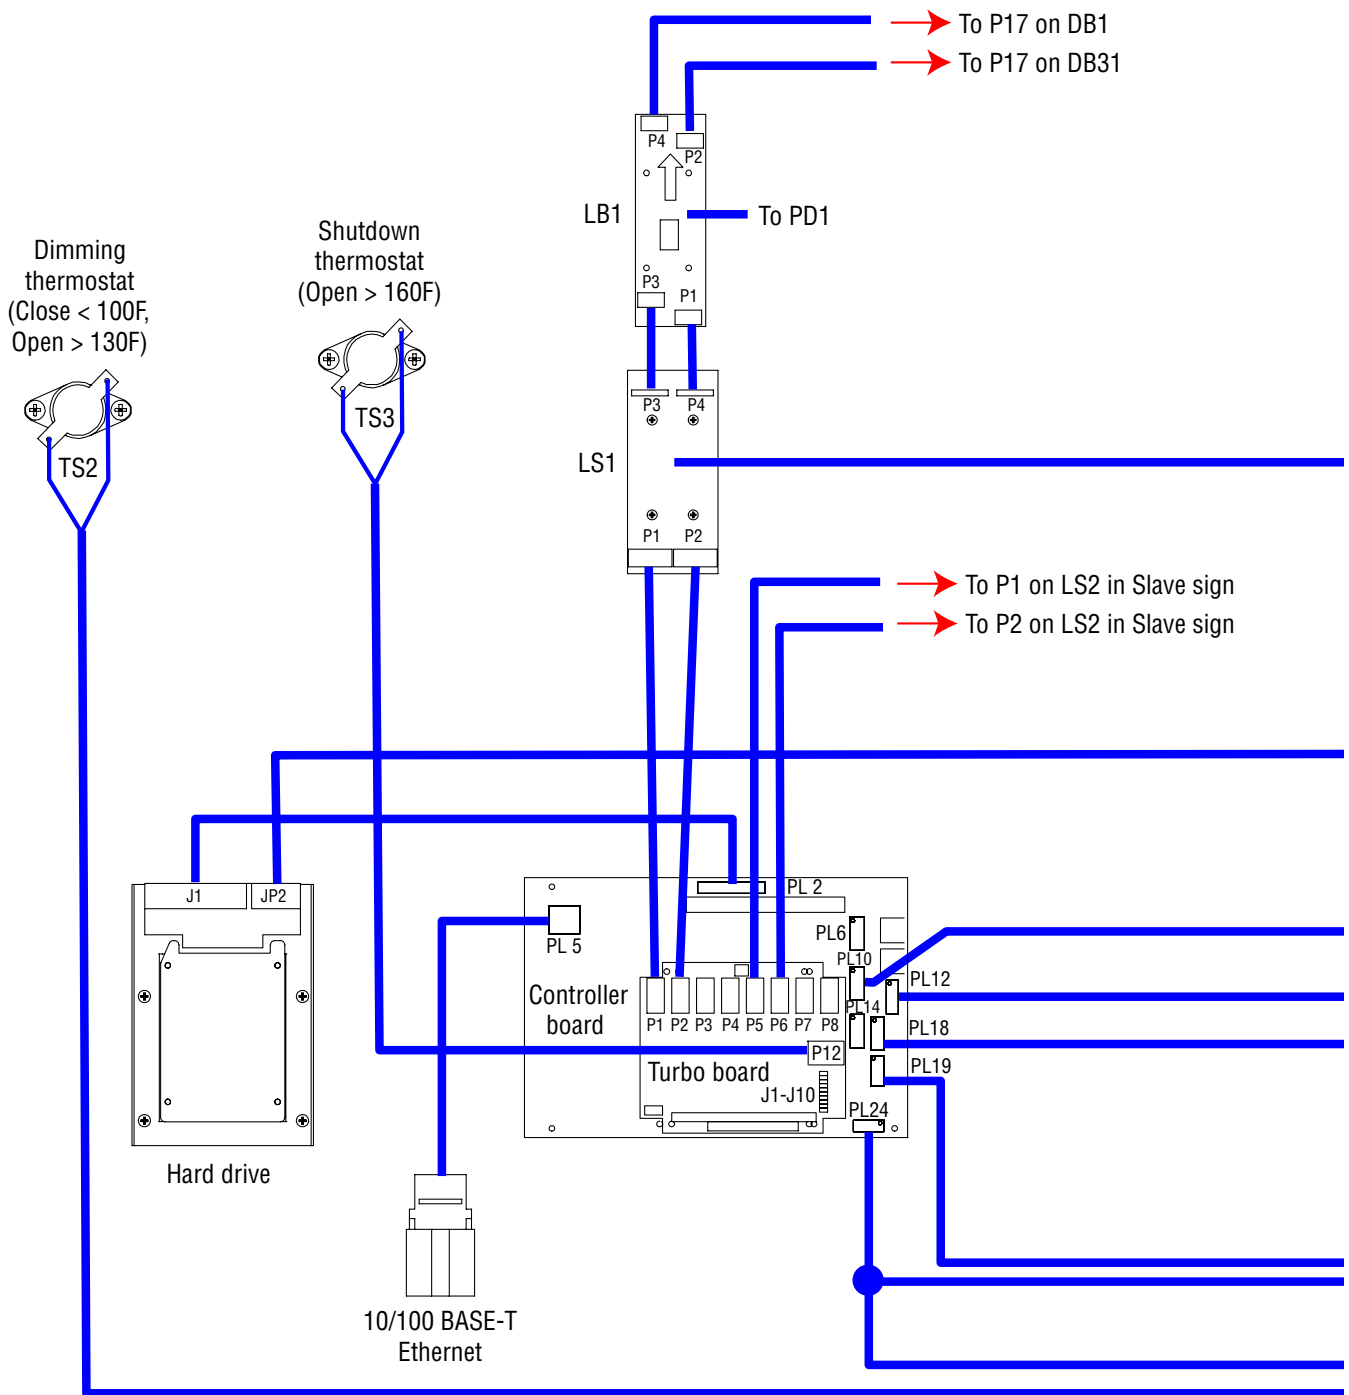 To P17 on DB1
To P17 on DB31
P4
P2
LB1
To PD1
P3
P1
Dimming
thermostat
(Close < 100F,
Open > 130F)
TS2
Shutdown
thermostat
(Open > 160F)
TS3
P3
P4
LS1
P1
P2
To P1 on LS2 in Slave sign
To P2 on LS2 in Slave sign
J1
JP2
Hard drive
PL 2
PL 5
PL6
PL10
PL12
PL14
PL18
PL19
PL24
Controller
board
P1
P2
P3
P4
P5
P6
P7
P8
P12
Turbo board
J1-J10
10/100 BASE-T
Ethernet